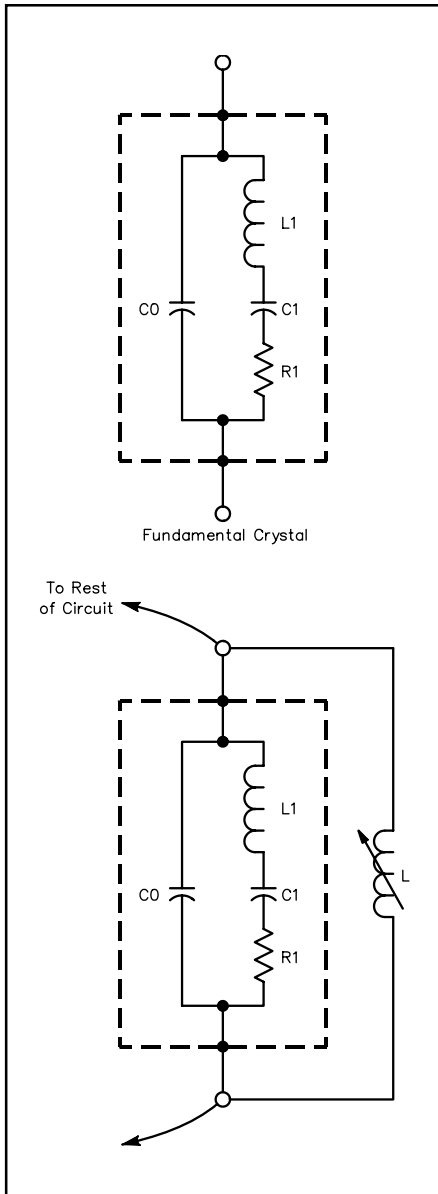 L1
C0
C1
R1
Fundamental Crystal
To Rest
of Circuit
L1
L
C0
C1
R1